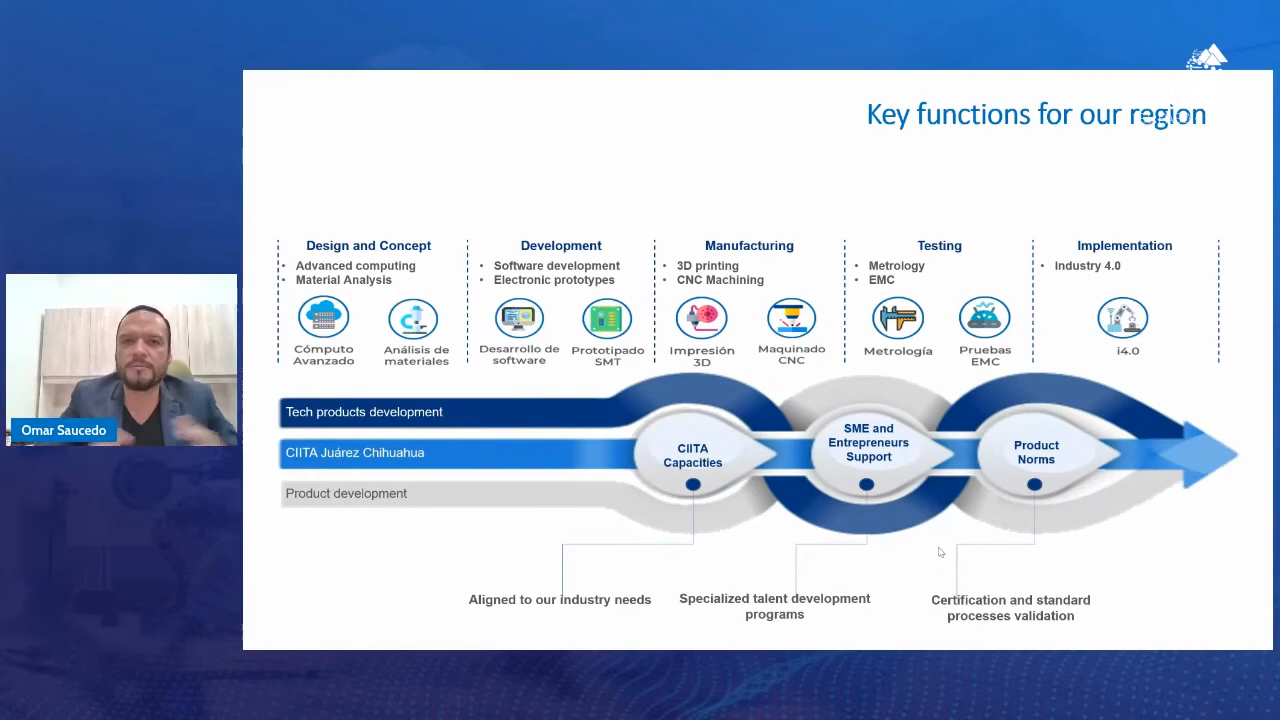 Key functions for our region
Design and Concept
• Advanced computing
• Material Analysis
Cómputo
Avanzado
Análisis de
materiales
Development
• Software development
• Electronic prototypes
Desarrollo de
software
Prototipado
SMT
Manufacturing
• 3D printing
• CNC Machining
Impresión
3D
Maquinado
CNC
Testing
• Metrology
• EMC
Metrología
Pruebas
EMC
Implementation
• Industry 4.0
i4.0
Tech products development
CIITA Juárez Chihuahua
Product development
CIITA
Capacities
SME and
Entrepreneurs
Support
Product
Norms
Aligned to our industry needs
Specialized talent development
programs
Certification and standard
processes validation
Omar Saucedo